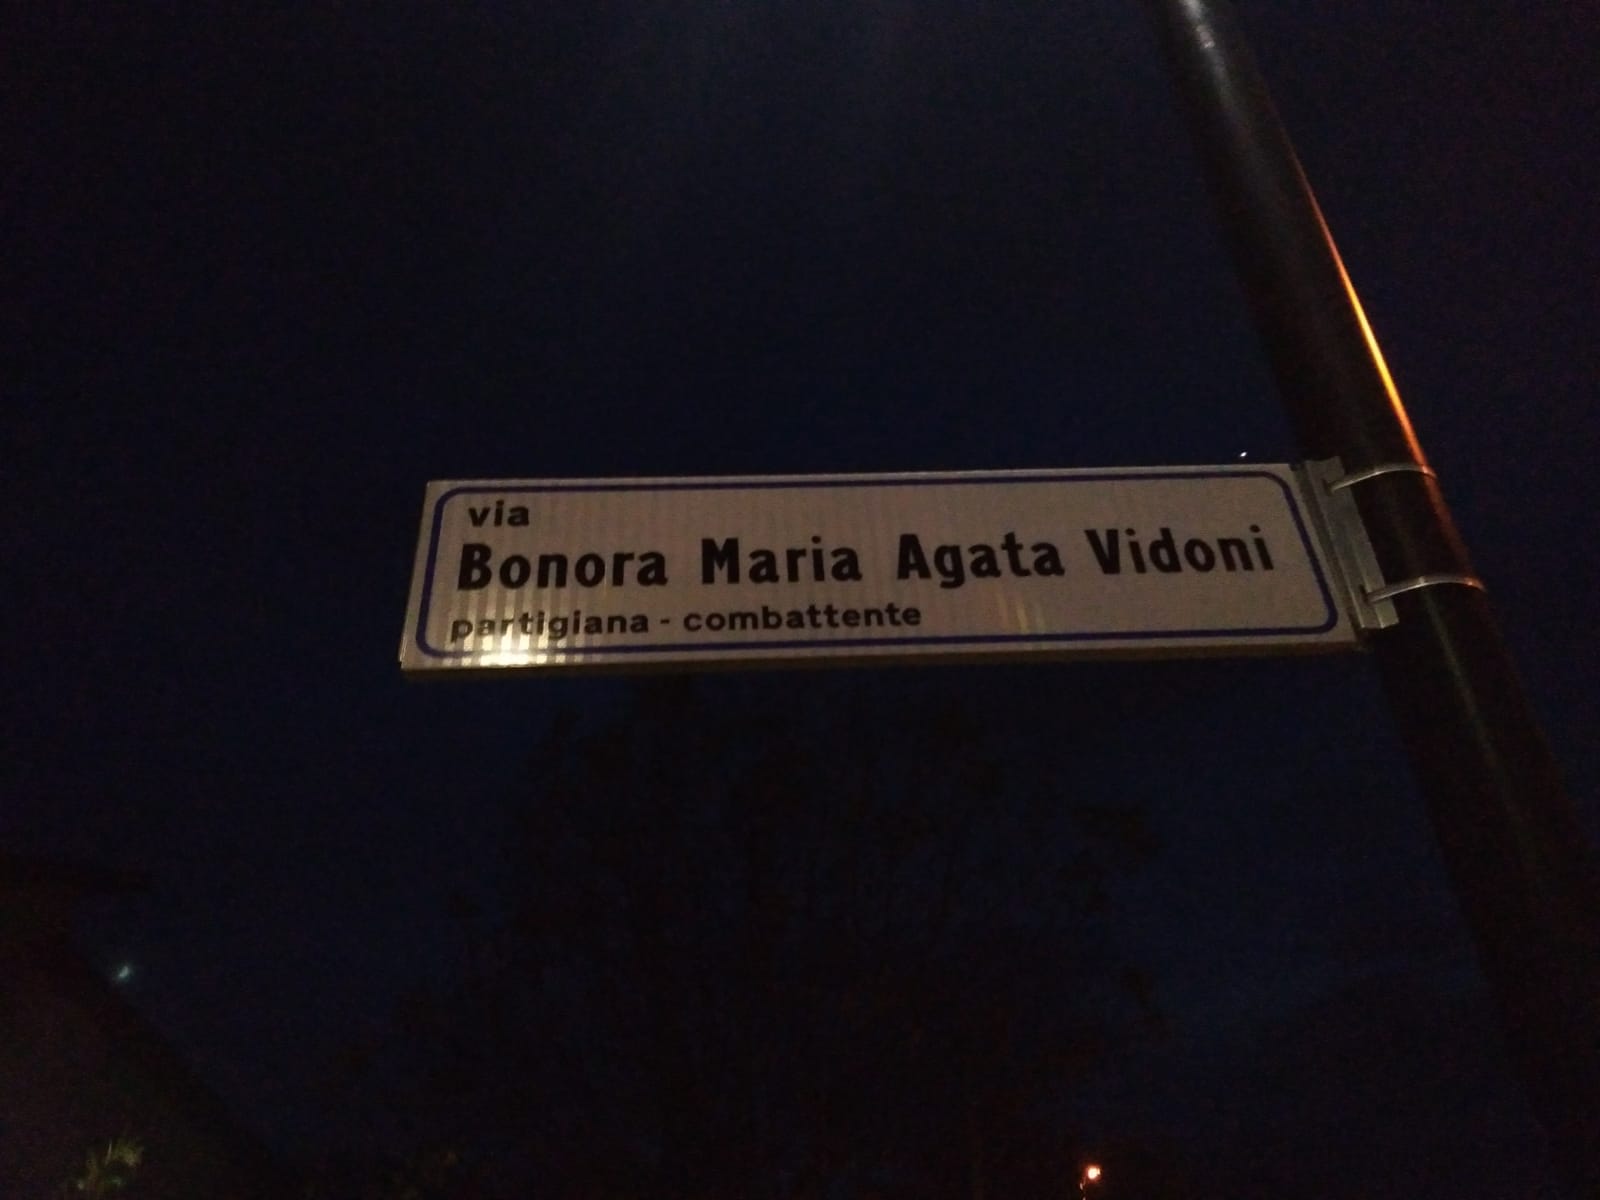 via
Bonora Maria Agata Vidoni
partigiana - combattente